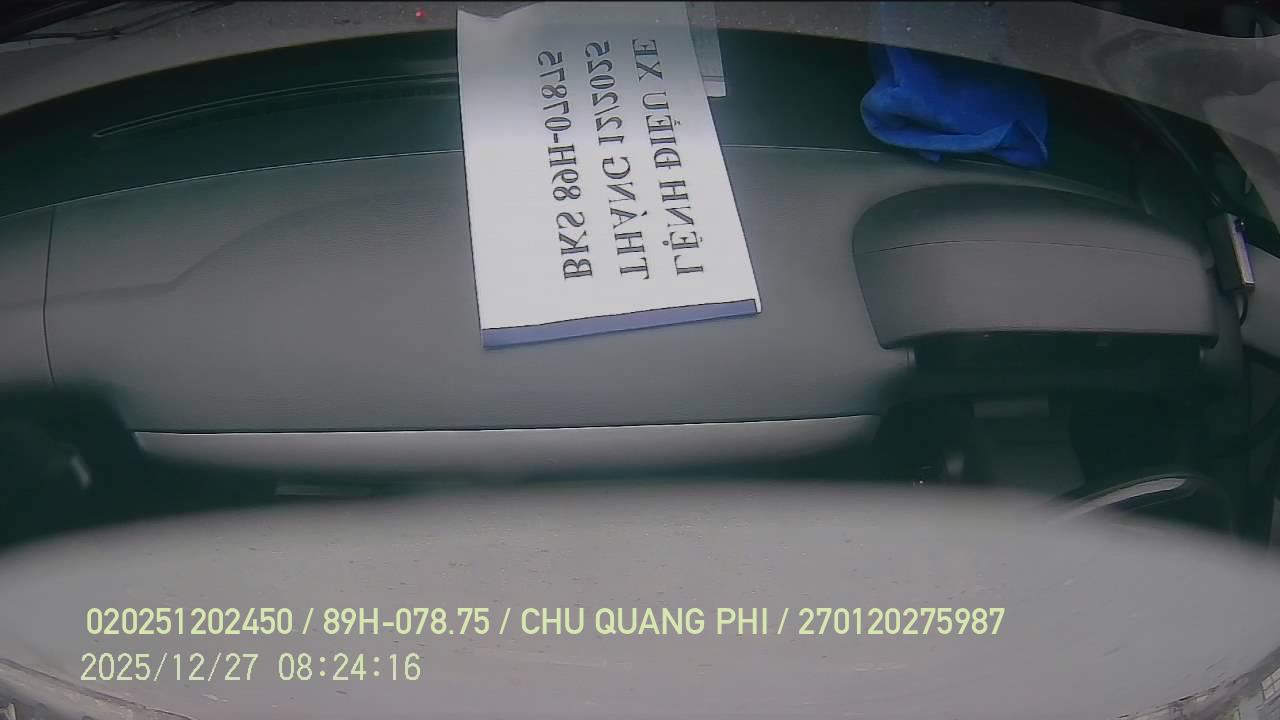 LỆNH ĐIỀU XE
THÁNG 12/2025
BKS 89H-07875
020251202450 / 89H-078.75 / CHU QUANG PHI / 270120275987
2025/12/27 08:24:16